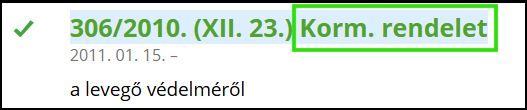 306/2010. (XII. 23.) Korm. rendelet
2011. 01. 15. –
a levegő védelméről